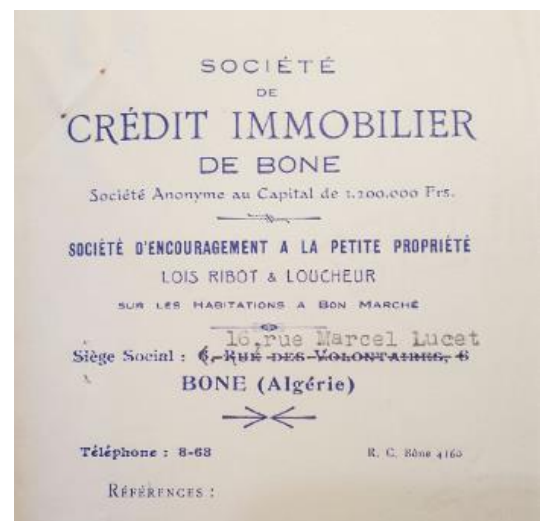 SOCIÉTÉ
DE
CRÉDIT IMMOBILIER
DE BONE
Société Anonyme au Capital de 1.200.000 Frs.
SOCIÉTÉ D'ENCOURAGEMENT A LA PETITE PROPRIÉTÉ
LOIS RIBOT & LOUCHEUR
SUR LES HABITATIONS A BON MARCHÉ
16,rue Marcel Lucet
Siège Social : 6, RUE DES VOLONTAIRES, 6
BONE (Algérie)
Téléphone : 8-68 R. C. Bône 4160
RÉFÉRENCES :